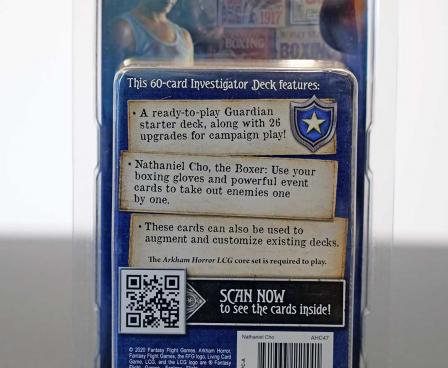 1917
BOXING
BOXING
This 60-card Investigator Deck features:
• A ready-to-play Guardian
starter deck, along with 26
upgrades for campaign play!
• Nathaniel Cho, the Boxer: Use your
boxing gloves and powerful event
cards to take out enemies one
by one.
• These cards can also be used to
augment and customize existing decks.
The Arkham Horror LCG core set is required to play.
SCAN NOW
to see the cards inside!
Nathaniel Cho AHC47
© 2020 Fantasy Flight Games. Arkham Horror,
Fantasy Flight Games, the FFG logo, Living Card
Game, LCG, and the LCG logo are ® Fantasy